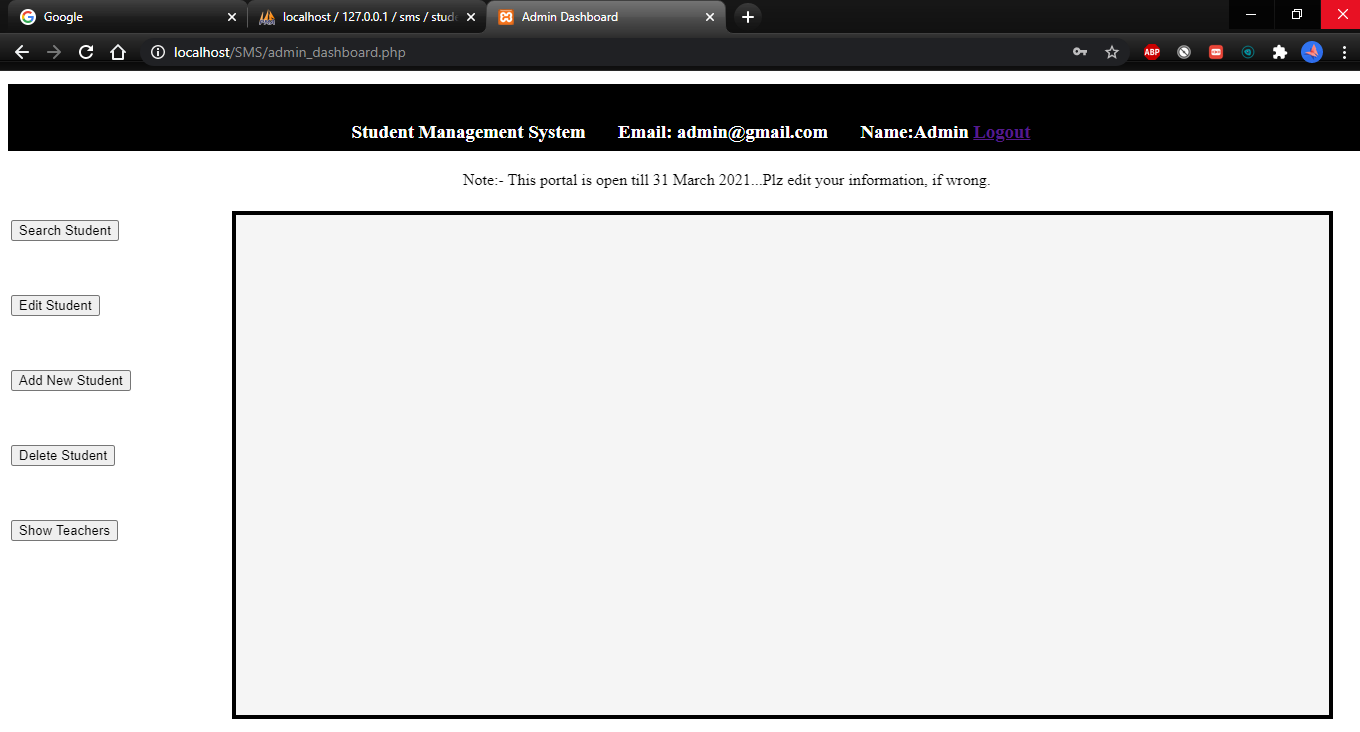 Google
localhost / 127.0.0.1 / sms / stude
Admin Dashboard
localhost/SMS/admin_dashboard.php
ABP
Student Management System Email: admin@gmail.com Name:Admin Logout
Note:- This portal is open till 31 March 2021...Plz edit your information, if wrong.
Search Student
Edit Student
Add New Student
Delete Student
Show Teachers